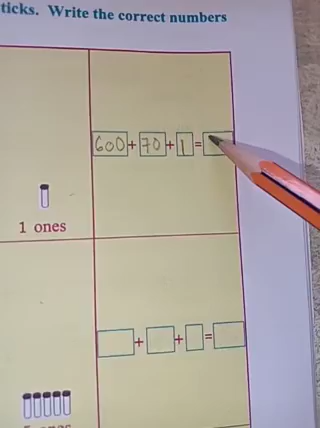 ticks. Write the correct numbers
600 + 70 + 1 =
1 ones
+ + =